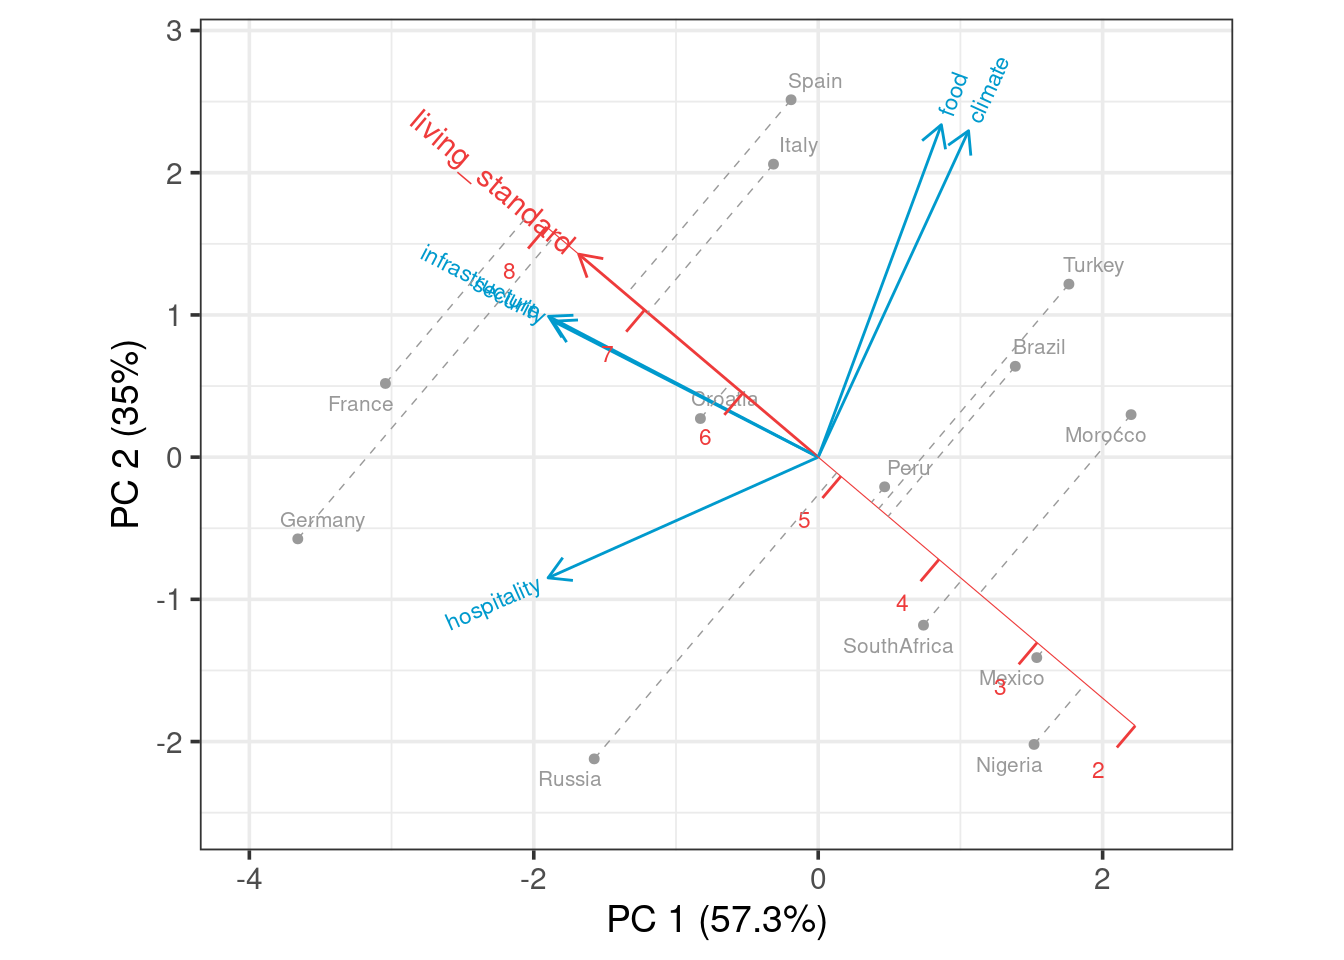 3
2
1
0
-1
-2
PC 2 (35%)
Spain
Italy
food
climate
living_standard
8
infrastructure
security
7
Turkey
Brazil
France
Croatia
6
Morocco
Peru
5
Germany
hospitality
4
SouthAfrica
Mexico
3
Nigeria
2
Russia
-4
-2
0
2
PC 1 (57.3%)